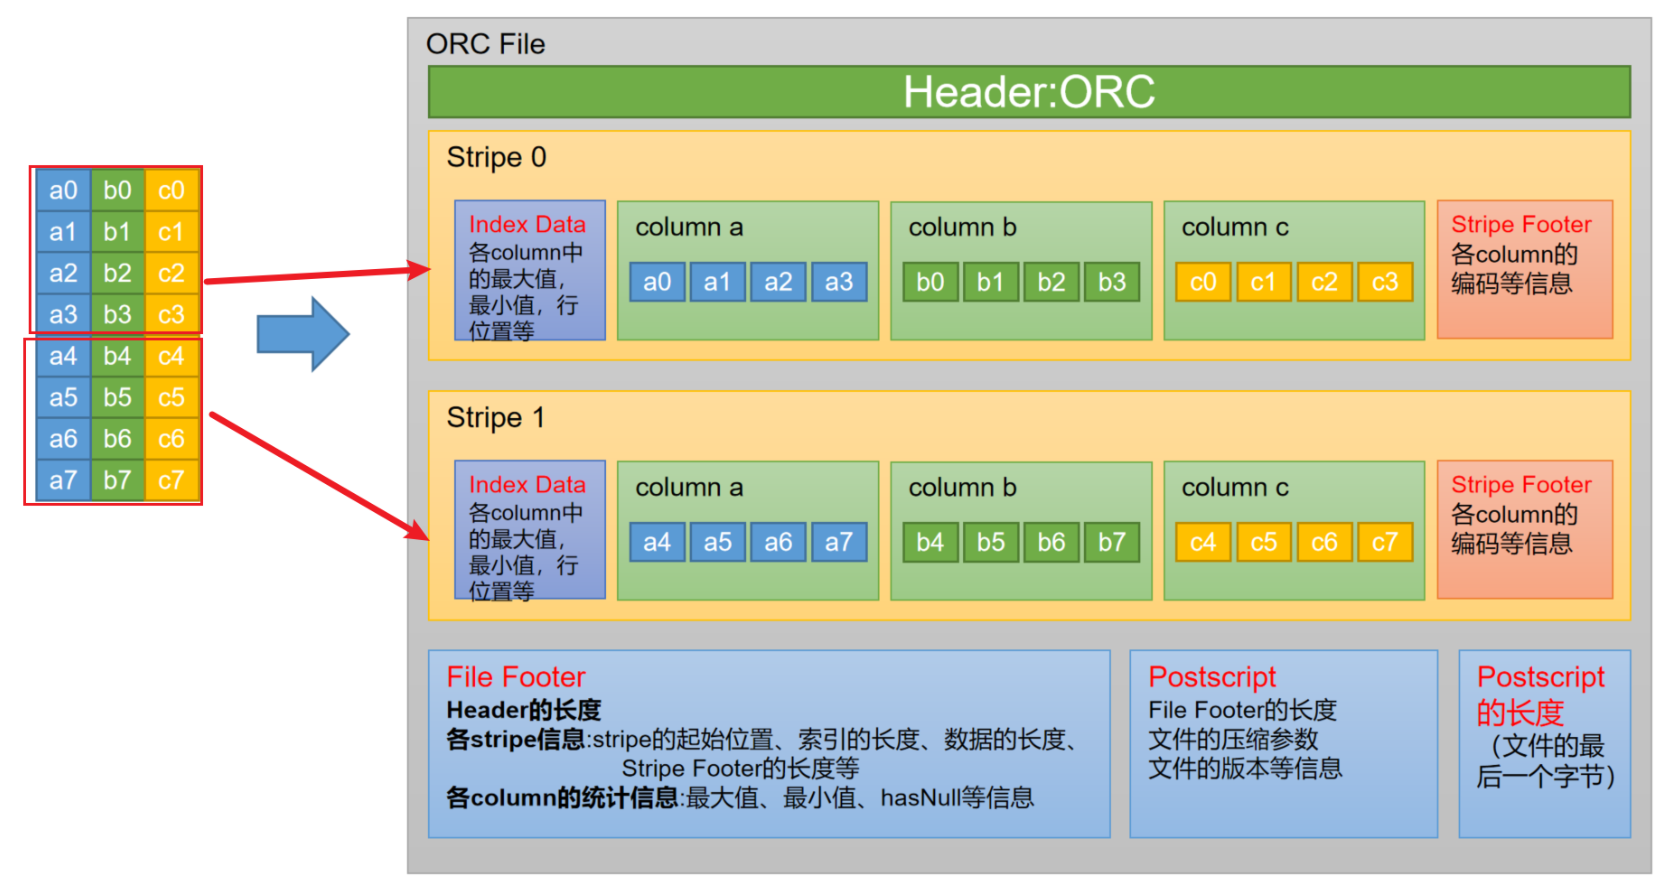 a0 b0 c0
a1 b1 c1
a2 b2 c2
a3 b3 c3
a4 b4 c4
a5 b5 c5
a6 b6 c6
a7 b7 c7
ORC File
Header:ORC
Stripe 0
Index Data
各column中
的最大值，
最小值，行
位置等
column a
a0 a1 a2 a3
column b
b0 b1 b2 b3
column c
c0 c1 c2 c3
Stripe Footer
各column的
编码等信息
Stripe 1
Index Data
各column中
的最大值，
最小值，行
位置等
column a
a4 a5 a6 a7
column b
b4 b5 b6 b7
column c
c4 c5 c6 c7
Stripe Footer
各column的
编码等信息
File Footer
Header的长度
各stripe信息:stripe的起始位置、索引的长度、数据的长度、
Stripe Footer的长度等
各column的统计信息:最大值、最小值、hasNull等信息
Postscript
File Footer的长度
文件的压缩参数
文件的版本等信息
Postscript
的长度
（文件的最
后一个字节）